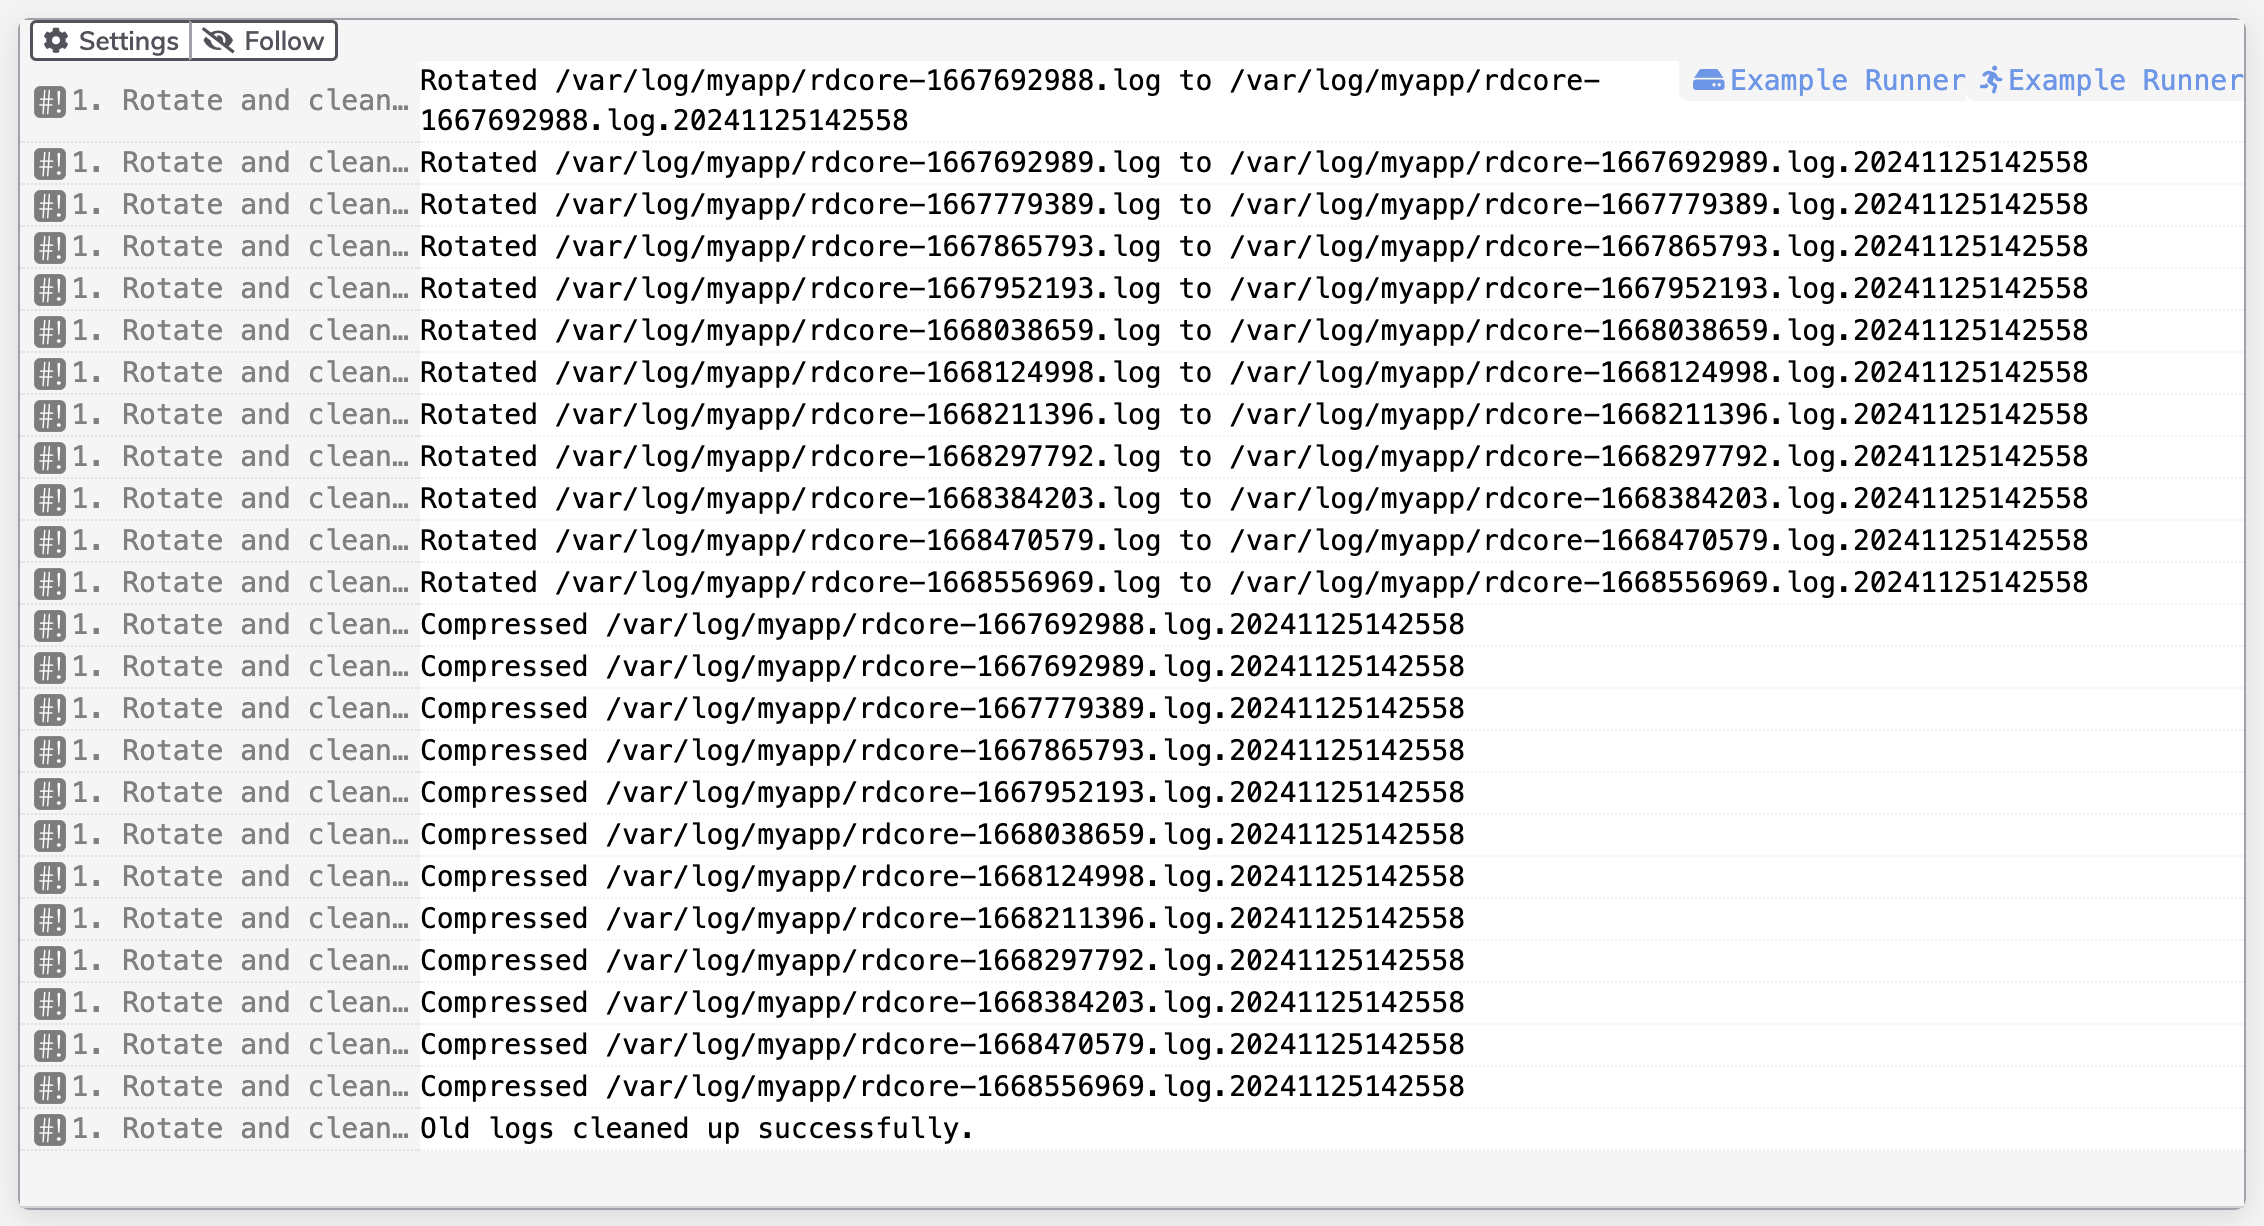 Settings Follow
Rotated /var/log/myapp/rdcore-1667692988.log to /var/log/myapp/rdcore- Example Runner Example Runner
#! 1. Rotate and clean…
1667692988.log.20241125142558
#! 1. Rotate and clean… Rotated /var/log/myapp/rdcore-1667692989.log to /var/log/myapp/rdcore-1667692989.log.20241125142558
#! 1. Rotate and clean… Rotated /var/log/myapp/rdcore-1667779389.log to /var/log/myapp/rdcore-1667779389.log.20241125142558
#! 1. Rotate and clean… Rotated /var/log/myapp/rdcore-1667865793.log to /var/log/myapp/rdcore-1667865793.log.20241125142558
#! 1. Rotate and clean… Rotated /var/log/myapp/rdcore-1667952193.log to /var/log/myapp/rdcore-1667952193.log.20241125142558
#! 1. Rotate and clean… Rotated /var/log/myapp/rdcore-1668038659.log to /var/log/myapp/rdcore-1668038659.log.20241125142558
#! 1. Rotate and clean… Rotated /var/log/myapp/rdcore-1668124998.log to /var/log/myapp/rdcore-1668124998.log.20241125142558
#! 1. Rotate and clean… Rotated /var/log/myapp/rdcore-1668211396.log to /var/log/myapp/rdcore-1668211396.log.20241125142558
#! 1. Rotate and clean… Rotated /var/log/myapp/rdcore-1668297792.log to /var/log/myapp/rdcore-1668297792.log.20241125142558
#! 1. Rotate and clean… Rotated /var/log/myapp/rdcore-1668384203.log to /var/log/myapp/rdcore-1668384203.log.20241125142558
#! 1. Rotate and clean… Rotated /var/log/myapp/rdcore-1668470579.log to /var/log/myapp/rdcore-1668470579.log.20241125142558
#! 1. Rotate and clean… Rotated /var/log/myapp/rdcore-1668556969.log to /var/log/myapp/rdcore-1668556969.log.20241125142558
#! 1. Rotate and clean… Compressed /var/log/myapp/rdcore-1667692988.log.20241125142558
#! 1. Rotate and clean… Compressed /var/log/myapp/rdcore-1667692989.log.20241125142558
#! 1. Rotate and clean… Compressed /var/log/myapp/rdcore-1667779389.log.20241125142558
#! 1. Rotate and clean… Compressed /var/log/myapp/rdcore-1667865793.log.20241125142558
#! 1. Rotate and clean… Compressed /var/log/myapp/rdcore-1667952193.log.20241125142558
#! 1. Rotate and clean… Compressed /var/log/myapp/rdcore-1668038659.log.20241125142558
#! 1. Rotate and clean… Compressed /var/log/myapp/rdcore-1668124998.log.20241125142558
#! 1. Rotate and clean… Compressed /var/log/myapp/rdcore-1668211396.log.20241125142558
#! 1. Rotate and clean… Compressed /var/log/myapp/rdcore-1668297792.log.20241125142558
#! 1. Rotate and clean… Compressed /var/log/myapp/rdcore-1668384203.log.20241125142558
#! 1. Rotate and clean… Compressed /var/log/myapp/rdcore-1668470579.log.20241125142558
#! 1. Rotate and clean… Compressed /var/log/myapp/rdcore-1668556969.log.20241125142558
#! 1. Rotate and clean… Old logs cleaned up successfully.